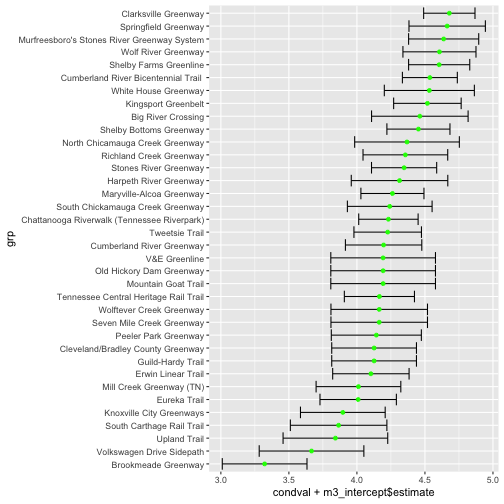 Clarksville Greenway
Springfield Greenway
Murfreesboro's Stones River Greenway System
Wolf River Greenway
Shelby Farms Greenline
Cumberland River Bicentennial Trail
White House Greenway
Kingsport Greenbelt
Big River Crossing
Shelby Bottoms Greenway
North Chicamauga Creek Greenway
Richland Creek Greenway
Stones River Greenway
Harpeth River Greenway
Maryville-Alcoa Greenway
South Chickamauga Creek Greenway
Chattanooga Riverwalk (Tennessee Riverpark)
Tweetsie Trail
Cumberland River Greenway
V&E Greenline
Old Hickory Dam Greenway
Mountain Goat Trail
Tennessee Central Heritage Rail Trail
Wolftever Creek Greenway
Seven Mile Creek Greenway
Peeler Park Greenway
Cleveland/Bradley County Greenway
Guild-Hardy Trail
Erwin Linear Trail
Mill Creek Greenway (TN)
Eureka Trail
Knoxville City Greenways
South Carthage Rail Trail
Upland Trail
Volkswagen Drive Sidepath
Brookmeade Greenway
grp
3.0 3.5 4.0 4.5 5.0
condval + m3_intercept$estimate